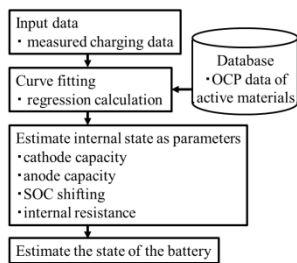 Input data
・measured charging data
Curve fitting
・regression calculation
Database
・OCP data of
active materials
Estimate internal state as parameters
・cathode capacity
・anode capacity
・SOC shifting
・internal resistance
Estimate the state of the battery